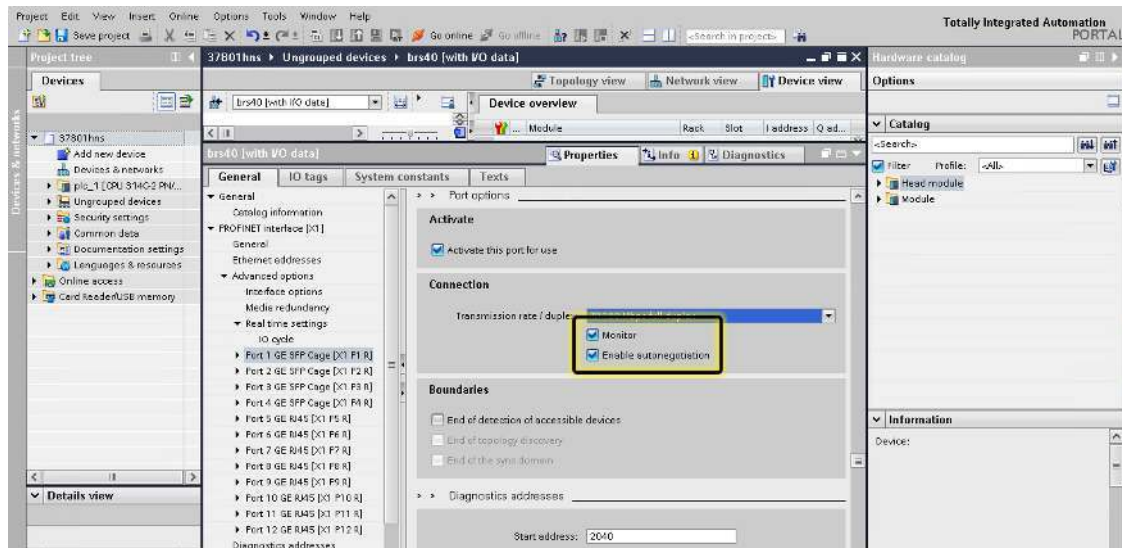 Project Edit View Insert Online Options Tools Window Help
Totally Integrated Automation
PORTAL
Save project
Go online
Go offline
<Search in project>
Project tree
37801hns
Ungrouped devices
brs40 [with I/O data]
Hardware catalog
Devices
Topology view
Network view
Device view
Options
brs40 [with I/O data]
Device overview
... Module Rack Slot I address Q ad...
Catalog
<Search>
Filter Profile: <All>
Head module
Module
Devices & networks
37801hns
Add new device
Devices & networks
plc_1 [CPU 314C-2 PN/...
Ungrouped devices
Security settings
Common data
Documentation settings
Languages & resources
Online access
Card Reader/USB memory
Details view
brs40 [with I/O data]
Properties
Info
Diagnostics
General
IO tags
System constants
Texts
General
Catalog information
PROFINET interface [X1]
General
Ethernet addresses
Advanced options
Interface options
Media redundancy
Real time settings
IO cycle
Port 1 GE SFP Cage [X1 P1 R]
Port 2 GE SFP Cage [X1 P2 R]
Port 3 GE SFP Cage [X1 P3 R]
Port 4 GE SFP Cage [X1 P4 R]
Port 5 GE RJ45 [X1 P5 R]
Port 6 GE RJ45 [X1 P6 R]
Port 7 GE RJ45 [X1 P7 R]
Port 8 GE RJ45 [X1 P8 R]
Port 9 GE RJ45 [X1 P9 R]
Port 10 GE RJ45 [X1 P10 R]
Port 11 GE RJ45 [X1 P11 R]
Port 12 GE RJ45 [X1 P12 R]
Diagnostics addresses
Port options
Activate
Activate this port for use
Connection
Transmission rate / duplex:
Monitor
Enable autonegotiation
Boundaries
End of detection of accessible devices
End of topology discovery
End of the sync domain
Diagnostics addresses
Start address: 2040
Information
Device: